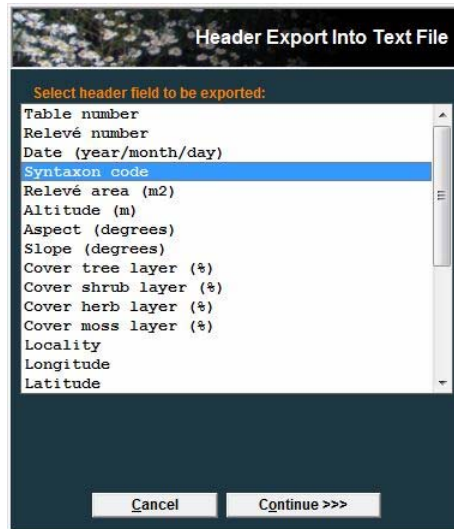 Header Export Into Text File
Select header field to be exported:
Table number
Relevé number
Date (year/month/day)
Syntaxon code
Relevé area (m2)
Altitude (m)
Aspect (degrees)
Slope (degrees)
Cover tree layer (%)
Cover shrub layer (%)
Cover herb layer (%)
Cover moss layer (%)
Locality
Longitude
Latitude
Cancel Continue >>>